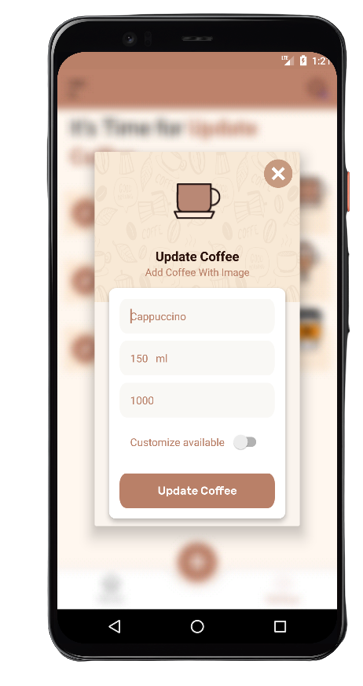 LTE 1:21
It's Time for Update
Update Coffee
Add Coffee With Image
Cappuccino
150 ml
1000
Customize available
Update Coffee